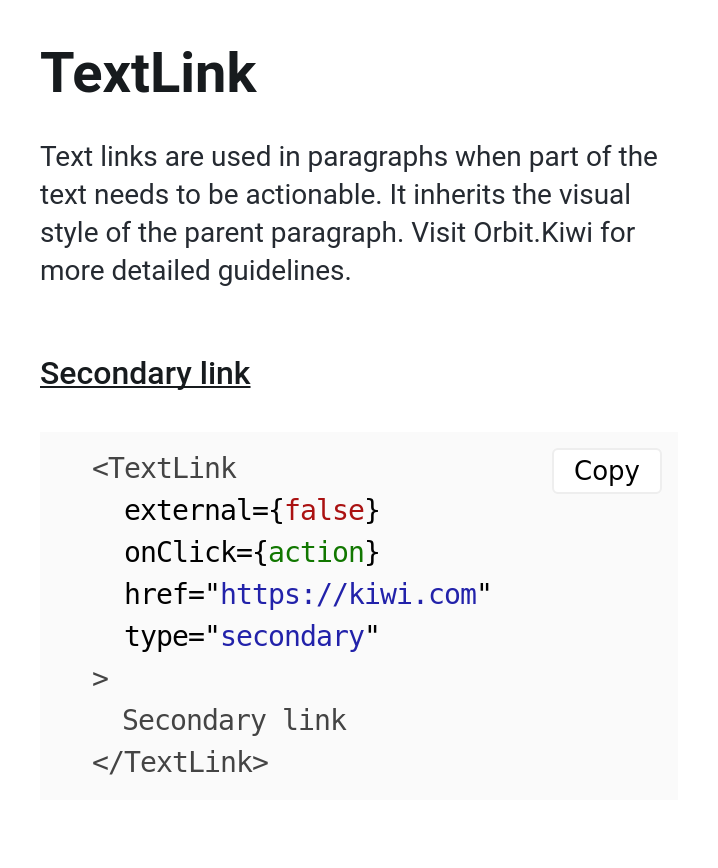 TextLink
Text links are used in paragraphs when part of the
text needs to be actionable. It inherits the visual
style of the parent paragraph. Visit Orbit.Kiwi for
more detailed guidelines.
Secondary link
Copy
<TextLink
  external={false}
  onClick={action}
  href="https://kiwi.com"
  type="secondary"
>
  Secondary link
</TextLink>